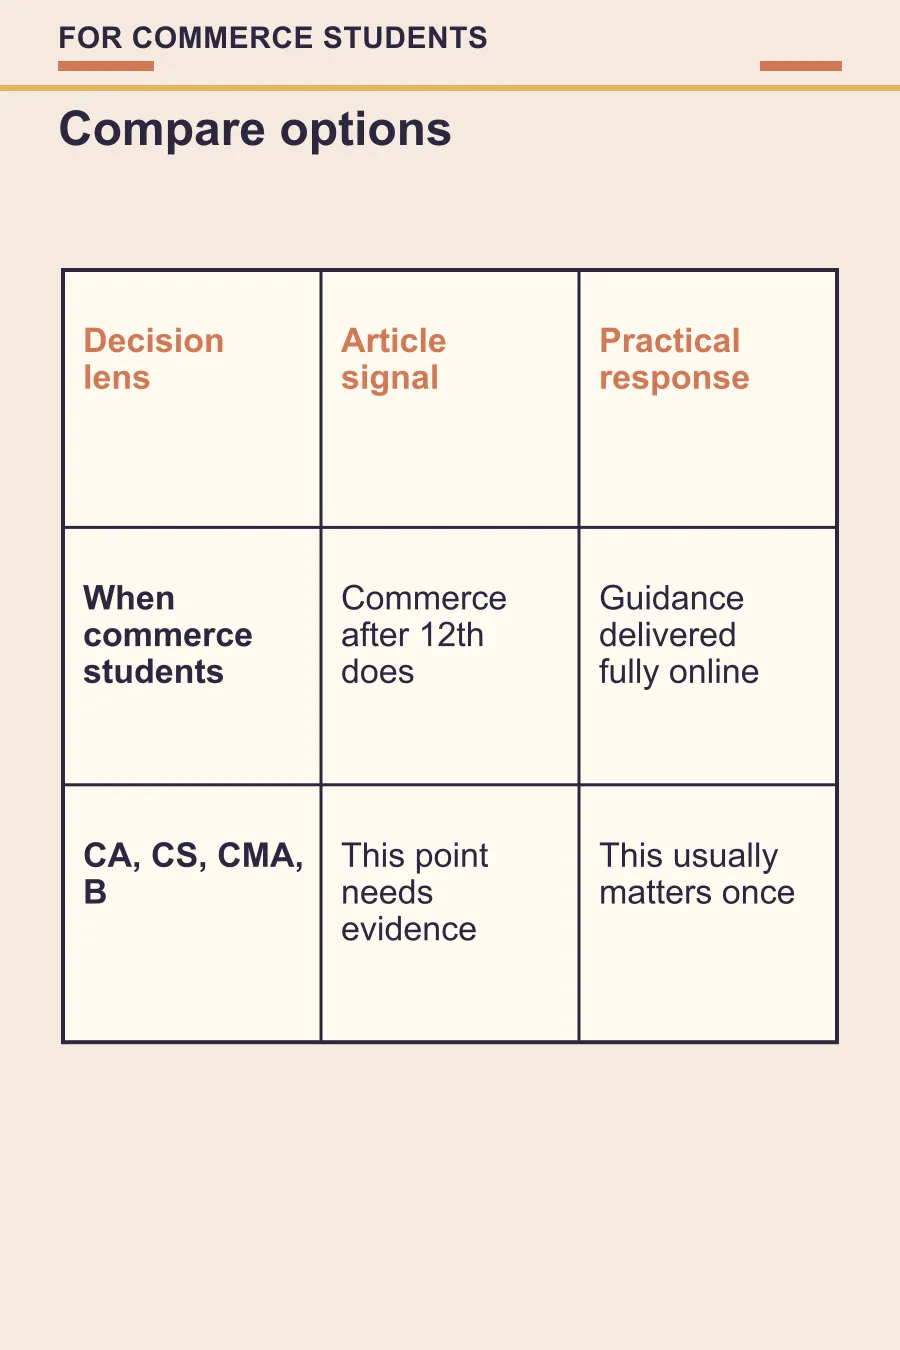 FOR COMMERCE STUDENTS
Compare options
Decision
lens
Article
signal
Practical
response
When
commerce
students
Commerce
after 12th
does
Guidance
delivered
fully online
CA, CS, CMA,
B
This point
needs
evidence
This usually
matters once